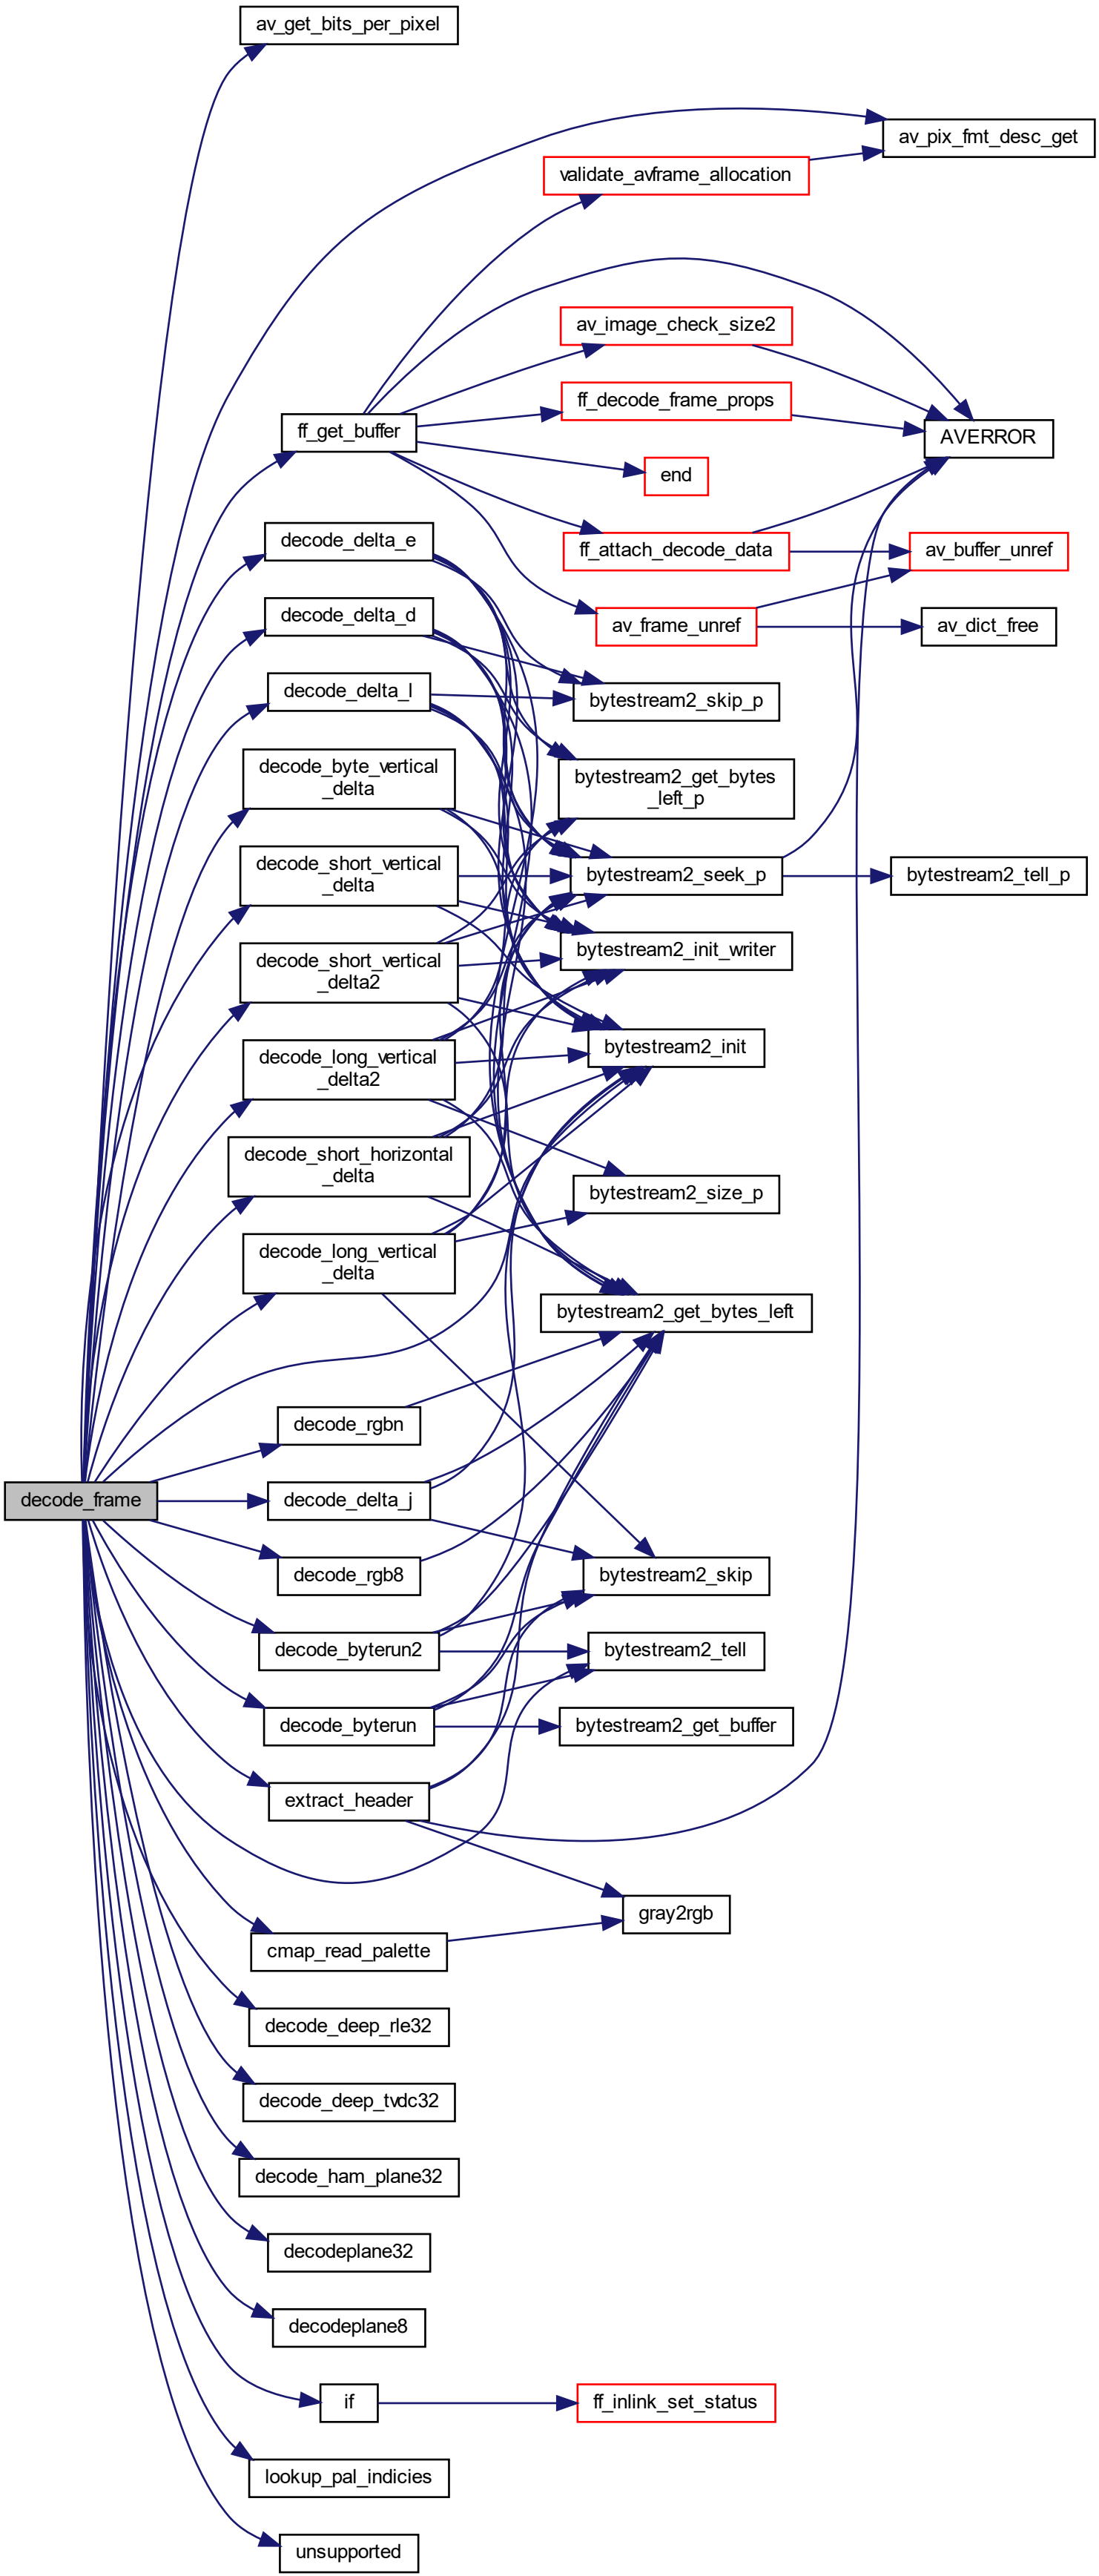 av_get_bits_per_pixel
av_pix_fmt_desc_get
validate_avframe_allocation
av_image_check_size2
ff_decode_frame_props
ff_get_buffer
AVERROR
end
decode_delta_e
ff_attach_decode_data
av_buffer_unref
decode_delta_d
av_frame_unref
av_dict_free
decode_delta_l
bytestream2_skip_p
decode_byte_vertical
_delta
bytestream2_get_bytes
_left_p
decode_short_vertical
_delta
bytestream2_seek_p
bytestream2_tell_p
decode_short_vertical
_delta2
bytestream2_init_writer
decode_long_vertical
_delta2
bytestream2_init
decode_short_horizontal
_delta
bytestream2_size_p
decode_long_vertical
_delta
bytestream2_get_bytes_left
decode_rgbn
decode_frame
decode_delta_j
decode_rgb8
bytestream2_skip
decode_byterun2
bytestream2_tell
decode_byterun
bytestream2_get_buffer
extract_header
gray2rgb
cmap_read_palette
decode_deep_rle32
decode_deep_tvdc32
decode_ham_plane32
decodeplane32
decodeplane8
if
ff_inlink_set_status
lookup_pal_indicies
unsupported